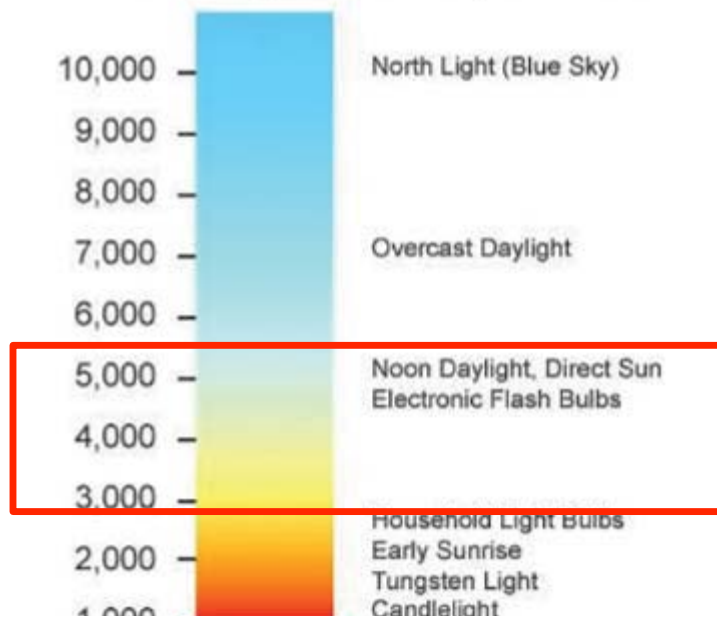 10,000
North Light (Blue Sky)
9,000
8,000
7,000
Overcast Daylight
6,000
5,000
Noon Daylight, Direct Sun
Electronic Flash Bulbs
4,000
3,000
Household Light Bulbs
2,000
Early Sunrise
Tungsten Light
1,000
Candlelight